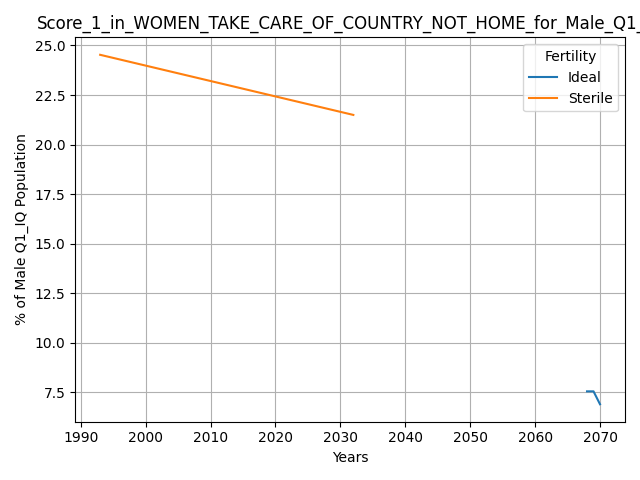 Score_1_in_WOMEN_TAKE_CARE_OF_COUNTRY_NOT_HOME_for_Male_Q1_
Fertility
Ideal
Sterile
25.0
22.5
20.0
17.5
15.0
12.5
10.0
7.5
% of Male Q1_IQ Population
1990 2000 2010 2020 2030 2040 2050 2060 2070
Years